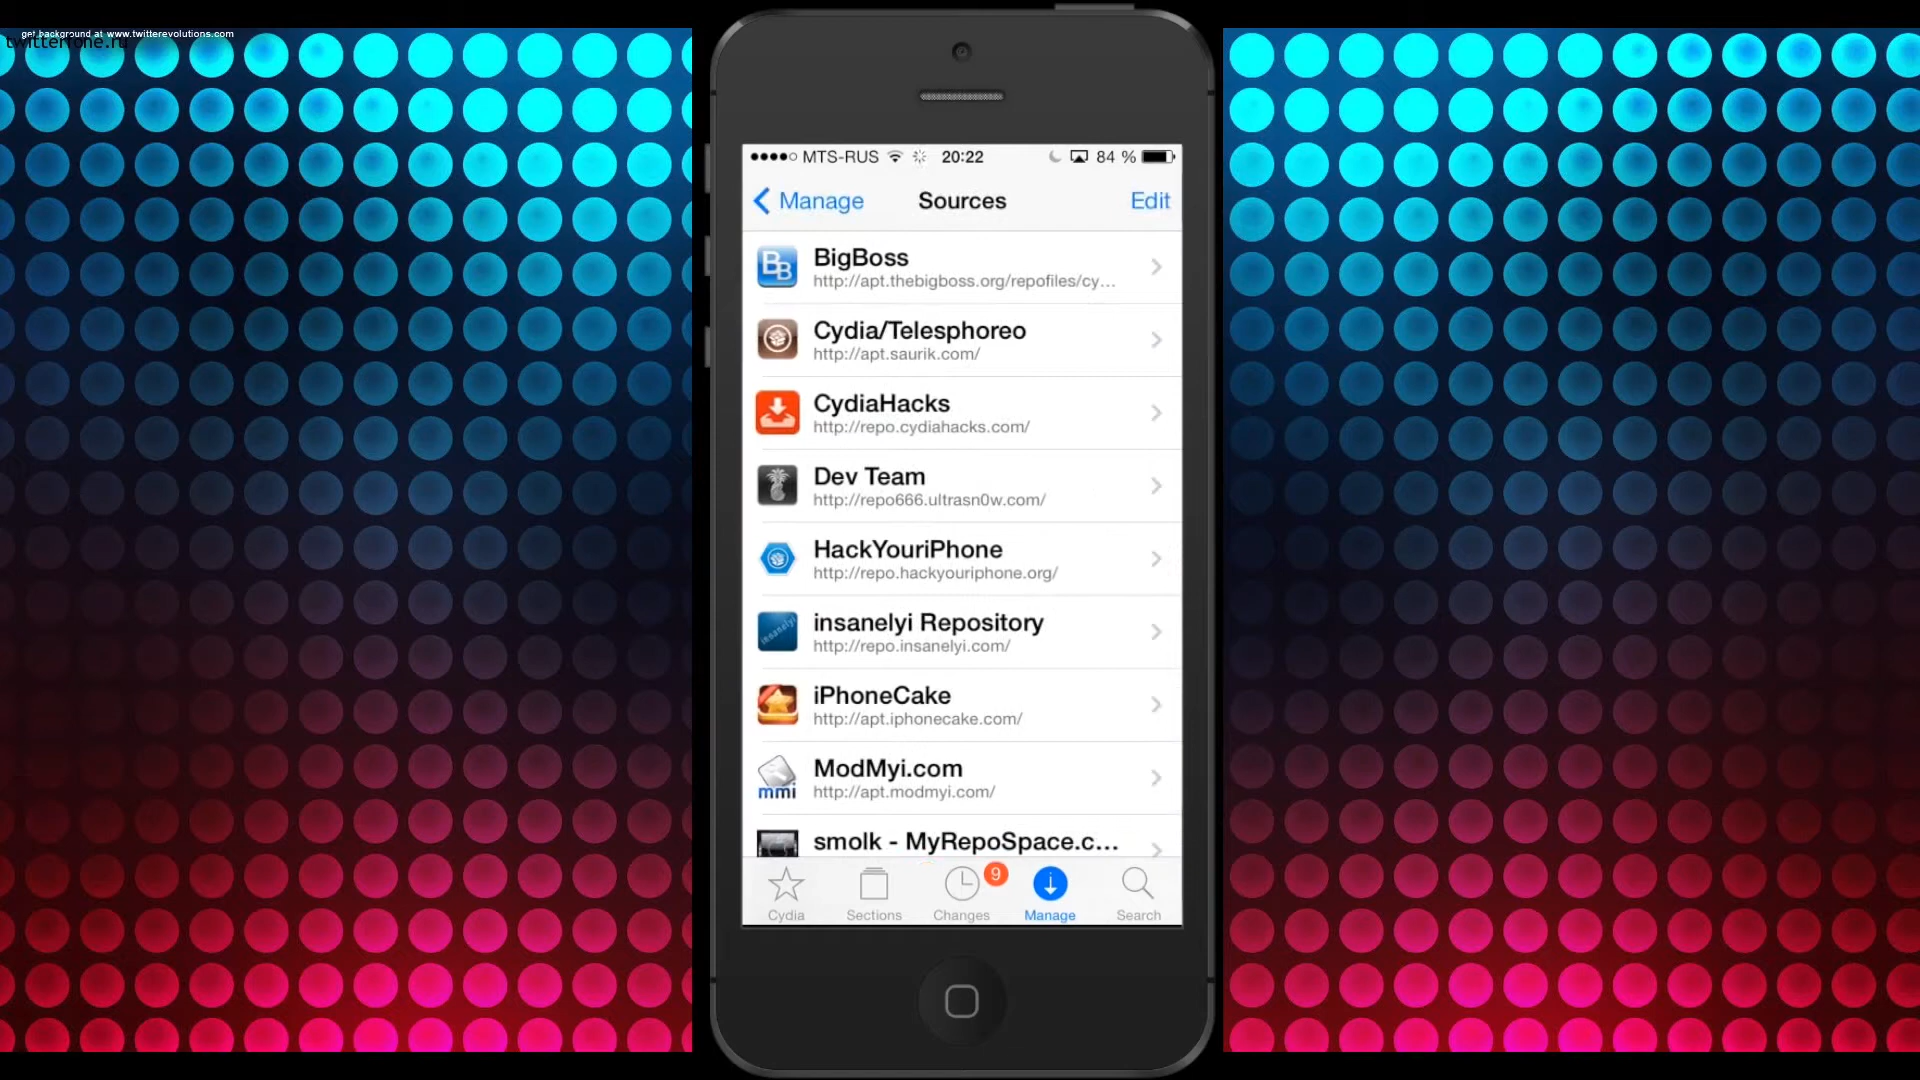 get background at www.twitterevolutions.com
twitterfone.ru
MTS-RUS 20:22 84 %
Manage Sources Edit
BB
BigBoss
http://apt.thebigboss.org/repofiles/cy...
Cydia/Telesphoreo
http://apt.saurik.com/
CydiaHacks
http://repo.cydiahacks.com/
Dev Team
http://repo666.ultrasn0w.com/
HackYouriPhone
http://repo.hackyouriphone.org/
insanelyi
insanelyi Repository
http://repo.insanelyi.com/
iPhoneCake
http://apt.iphonecake.com/
mmi
ModMyi.com
http://apt.modmyi.com/
smolk - MyRepoSpace.c...
9
Cydia Sections Changes Manage Search